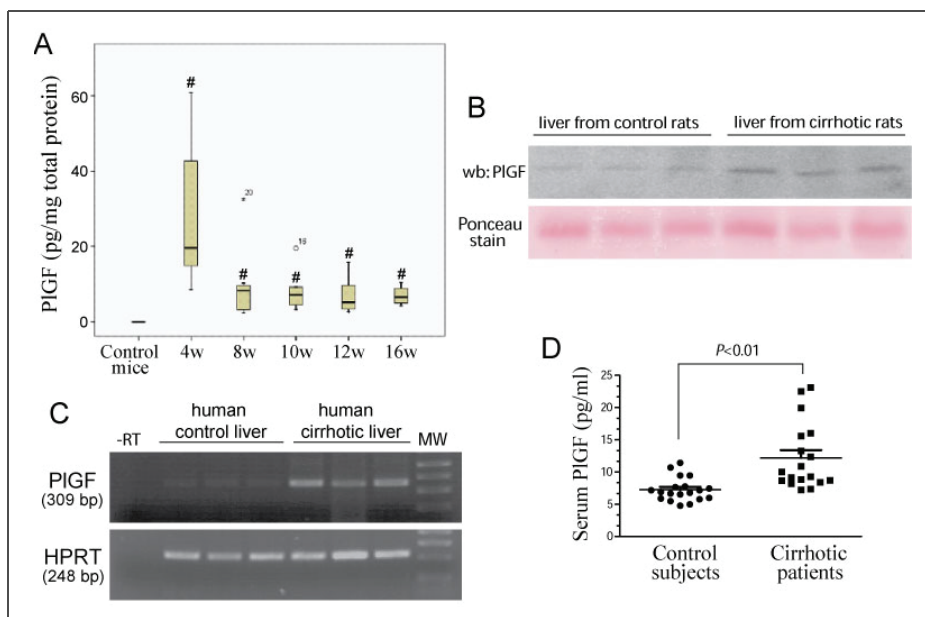 A
PlGF (pg/mg total protein)
60
40
20
0
#
#
#
#
#
20
16
Control
mice
4w
8w
10w
12w
16w
B
liver from control rats
liver from cirrhotic rats
wb: PlGF
Ponceau
stain
C
-RT
human
control liver
human
cirrhotic liver
MW
PlGF
(309 bp)
HPRT
(248 bp)
D
P<0.01
Serum PlGF (pg/ml)
25
20
15
10
5
0
Control
subjects
Cirrhotic
patients